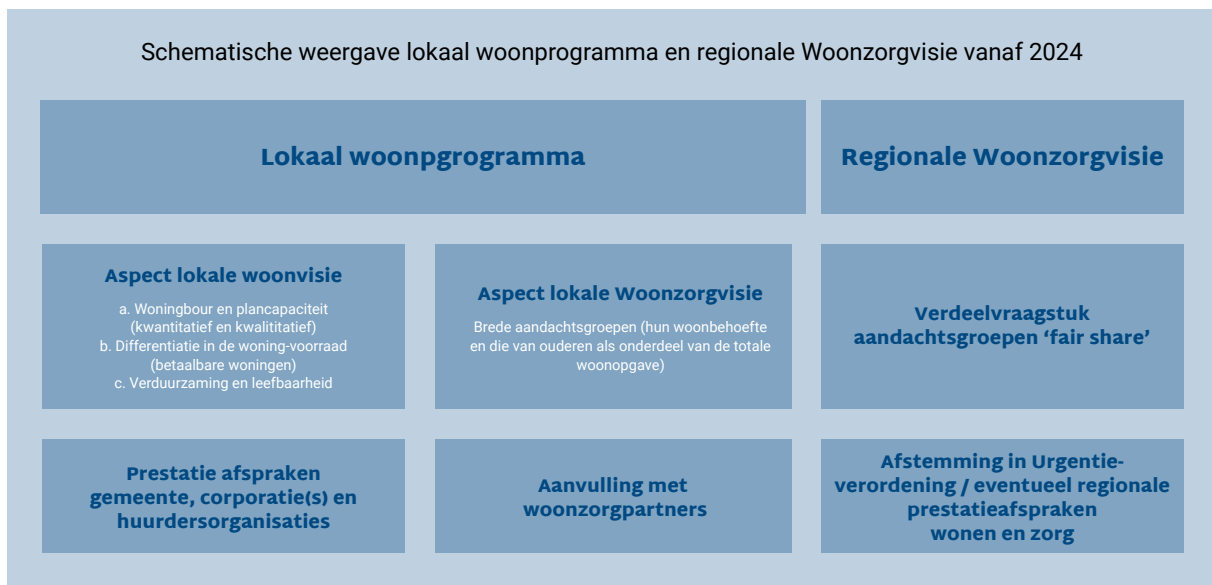 Schematische weergave lokaal woonprogramma en regionale Woonzorgvisie vanaf 2024
Lokaal woonpgrogramma
Regionale Woonzorgvisie
Aspect lokale woonvisie
a. Woningbour en plancapaciteit
(kwantitatief en kwalititatief)
b. Differentiatie in de woning-voorraad
(betaalbare woningen)
c. Verduurzaming en leefbaarheid
Aspect lokale Woonzorgvisie
Brede aandachtsgroepen (hun woonbehoefte
en die van ouderen als onderdeel van de totale
woonopgave)
Verdeelvraagstuk
aandachtsgroepen ‘fair share’
Prestatie afspraken
gemeente, corporatie(s) en
huurdersorganisaties
Aanvulling met
woonzorgpartners
Afstemming in Urgentie-
verordening / eventueel regionale
prestatieafspraken
wonen en zorg